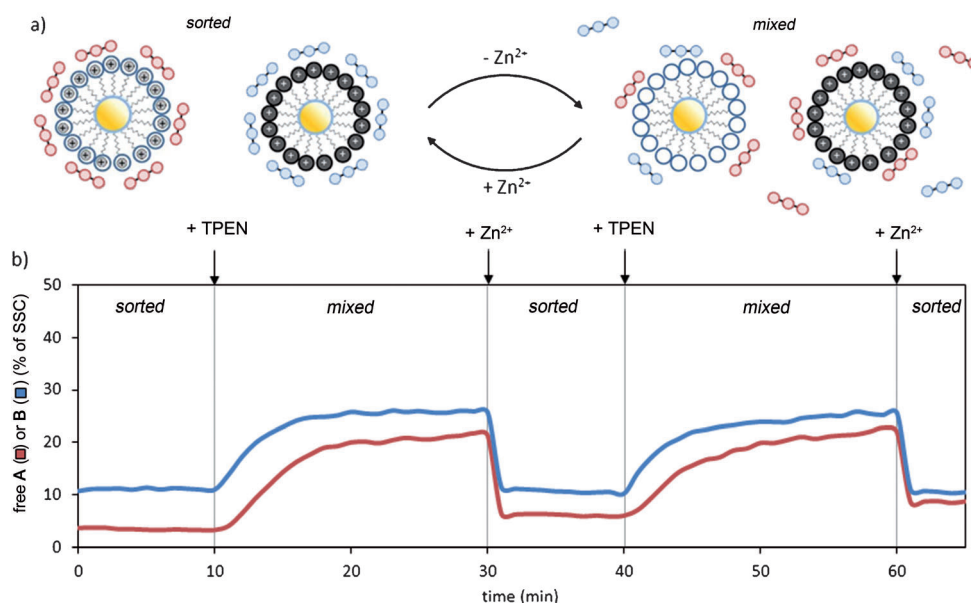 a)
sorted
mixed
- Zn²⁺
+ Zn²⁺
+ TPEN
+ Zn²⁺
+ TPEN
+ Zn²⁺
b)
free A (■) or B (■) (% of SSC)
50
40
30
20
10
0
sorted
mixed
sorted
mixed
sorted
0
10
20
30
40
50
60
time (min)